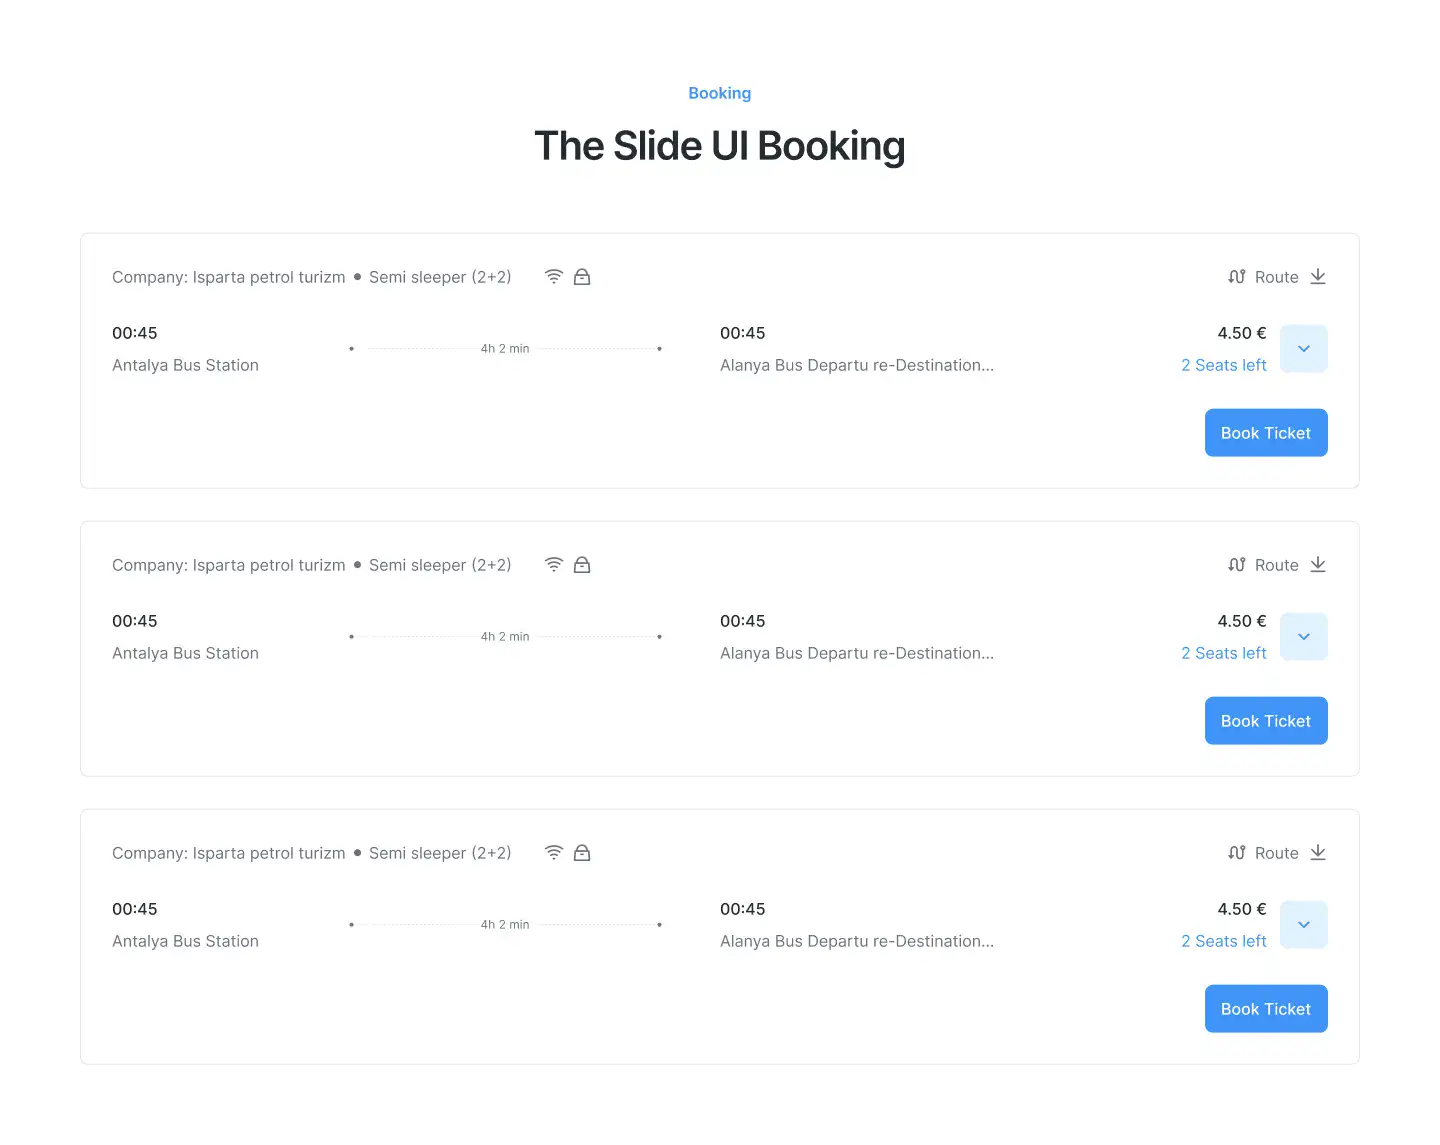 Booking
The Slide UI Booking
Company: Isparta petrol turizm • Semi sleeper (2+2) Route
00:45 4h 2 min 00:45 4.50 €
Antalya Bus Station Alanya Bus Departu re-Destination... 2 Seats left
Book Ticket
Company: Isparta petrol turizm • Semi sleeper (2+2) Route
00:45 4h 2 min 00:45 4.50 €
Antalya Bus Station Alanya Bus Departu re-Destination... 2 Seats left
Book Ticket
Company: Isparta petrol turizm • Semi sleeper (2+2) Route
00:45 4h 2 min 00:45 4.50 €
Antalya Bus Station Alanya Bus Departu re-Destination... 2 Seats left
Book Ticket